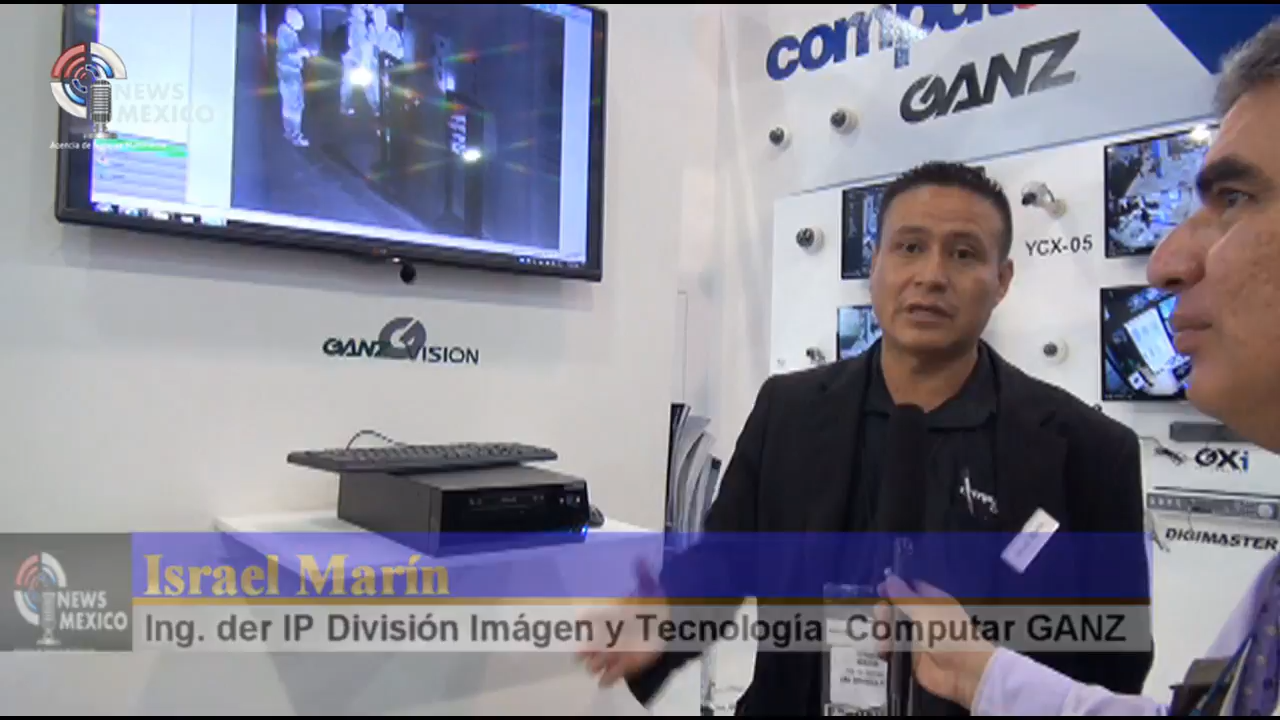 NEWS
MEXICO
computa
GANZ
YCX-05
GANZ VISION
GXi
DIGIMASTER
Israel Marín
NEWS
MEXICO
Ing. der IP División Imágen y Tecnología Computar GANZ